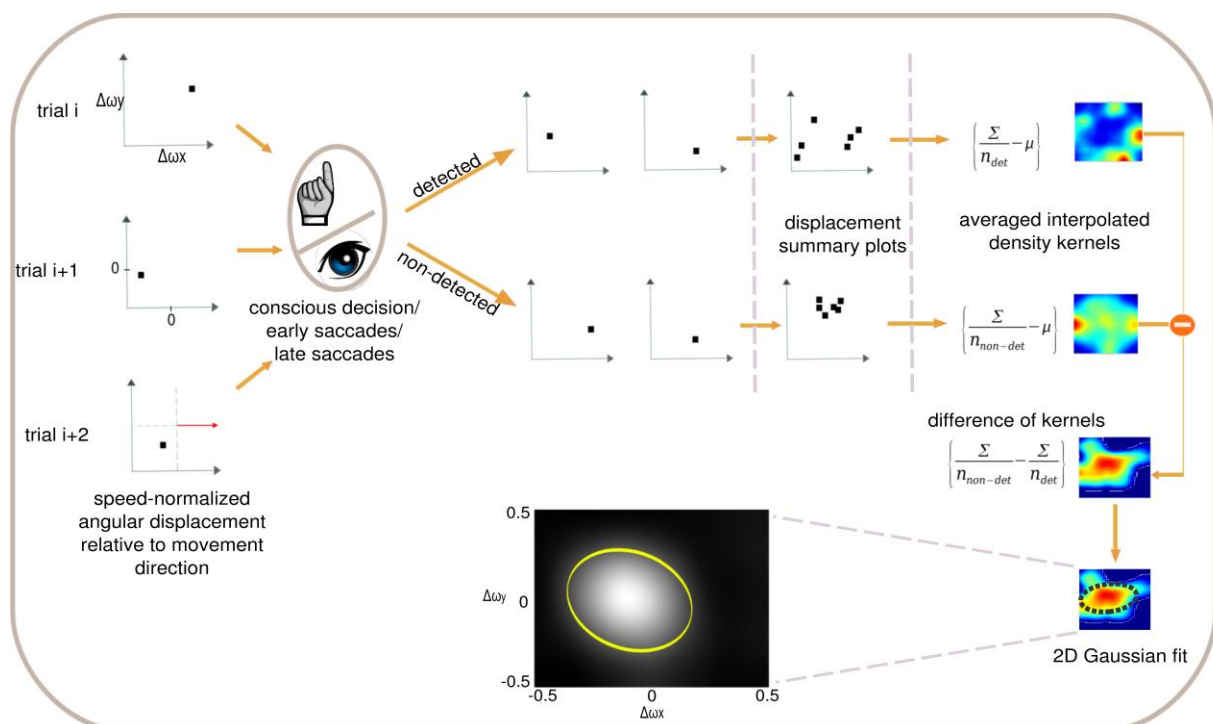 trial i
Δωy
Δωx
trial i+1
0
0
trial i+2
speed-normalized
angular displacement
relative to movement
direction
conscious decision/
early saccades/
late saccades
detected
non-detected
displacement
summary plots
{Σ/n_det − μ}
averaged interpolated
density kernels
{Σ/n_non-det − μ}
difference of kernels
{Σ/n_non-det − Σ/n_det}
0.5
Δωy
0
-0.5
-0.5
0
0.5
Δωx
2D Gaussian fit